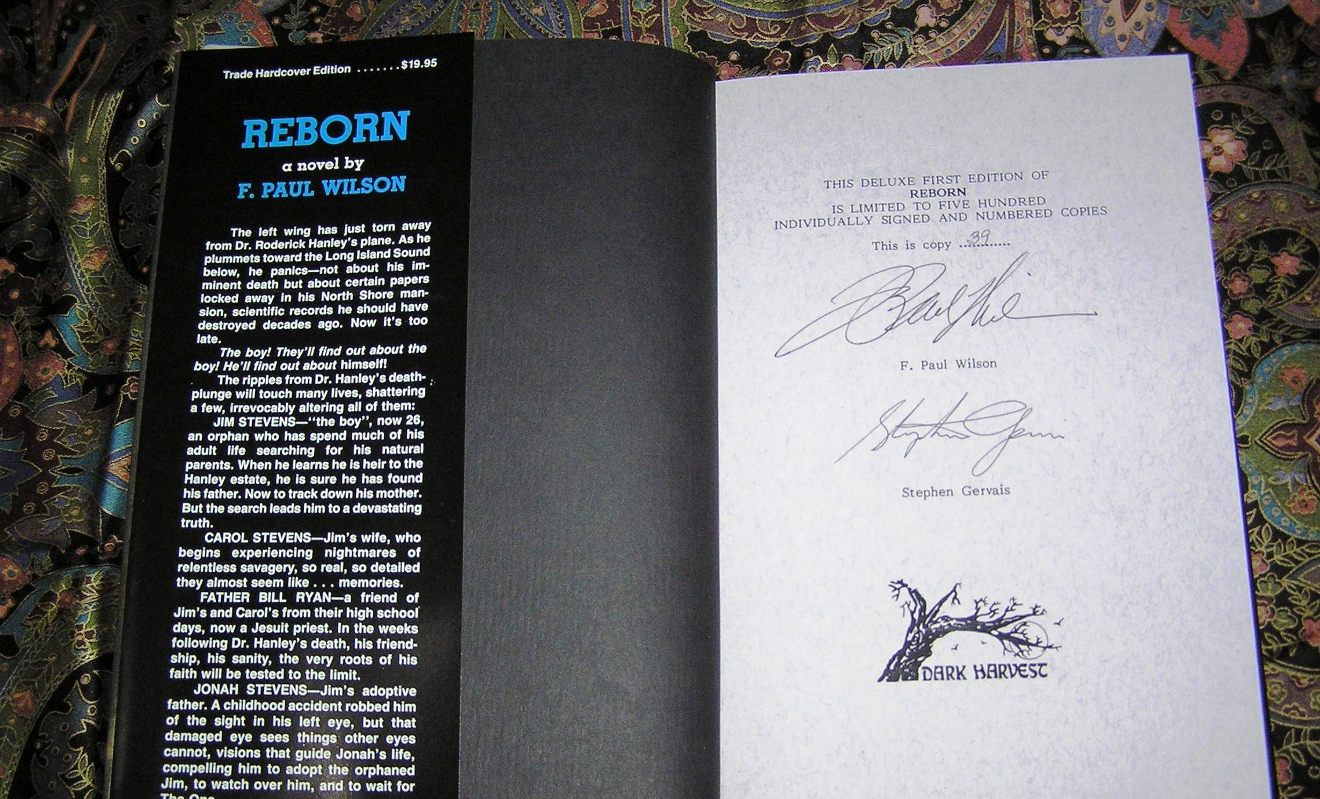 Trade Hardcover Edition .......$19.95
REBORN
a novel by
F. PAUL WILSON
The left wing has just torn away
from Dr. Roderick Hanley's plane. As he
plummets toward the Long Island Sound
below, he panics—not about his im-
minent death but about certain papers
locked away in his North Shore man-
sion, scientific records he should have
destroyed decades ago. Now it's too
late.
The boy! They'll find out about the
boy! He'll find out about himself!
The ripples from Dr. Hanley's death-
plunge will touch many lives, shattering
a few, irrevocably altering all of them:
JIM STEVENS—"the boy", now 26,
an orphan who has spend much of his
adult life searching for his natural
parents. When he learns he is heir to the
Hanley estate, he is sure he has found
his father. Now to track down his mother.
But the search leads him to a devastating
truth.
CAROL STEVENS—Jim's wife, who
begins experiencing nightmares of
relentless savagery, so real, so detailed
they almost seem like . . . memories.
FATHER BILL RYAN—a friend of
Jim's and Carol's from their high school
days, now a Jesuit priest. In the weeks
following Dr. Hanley's death, his friend-
ship, his sanity, the very roots of his
faith will be tested to the limit.
JONAH STEVENS—Jim's adoptive
father. A childhood accident robbed him
of the sight in his left eye, but that
damaged eye sees things other eyes
cannot, visions that guide Jonah's life,
compelling him to adopt the orphaned
Jim, to watch over him, and to wait for
The One
THIS DELUXE FIRST EDITION OF
REBORN
IS LIMITED TO FIVE HUNDRED
INDIVIDUALLY SIGNED AND NUMBERED COPIES
This is copy ...39......
F. Paul Wilson
F. Paul Wilson
Stephen Gervais
Stephen Gervais
DARK HARVEST